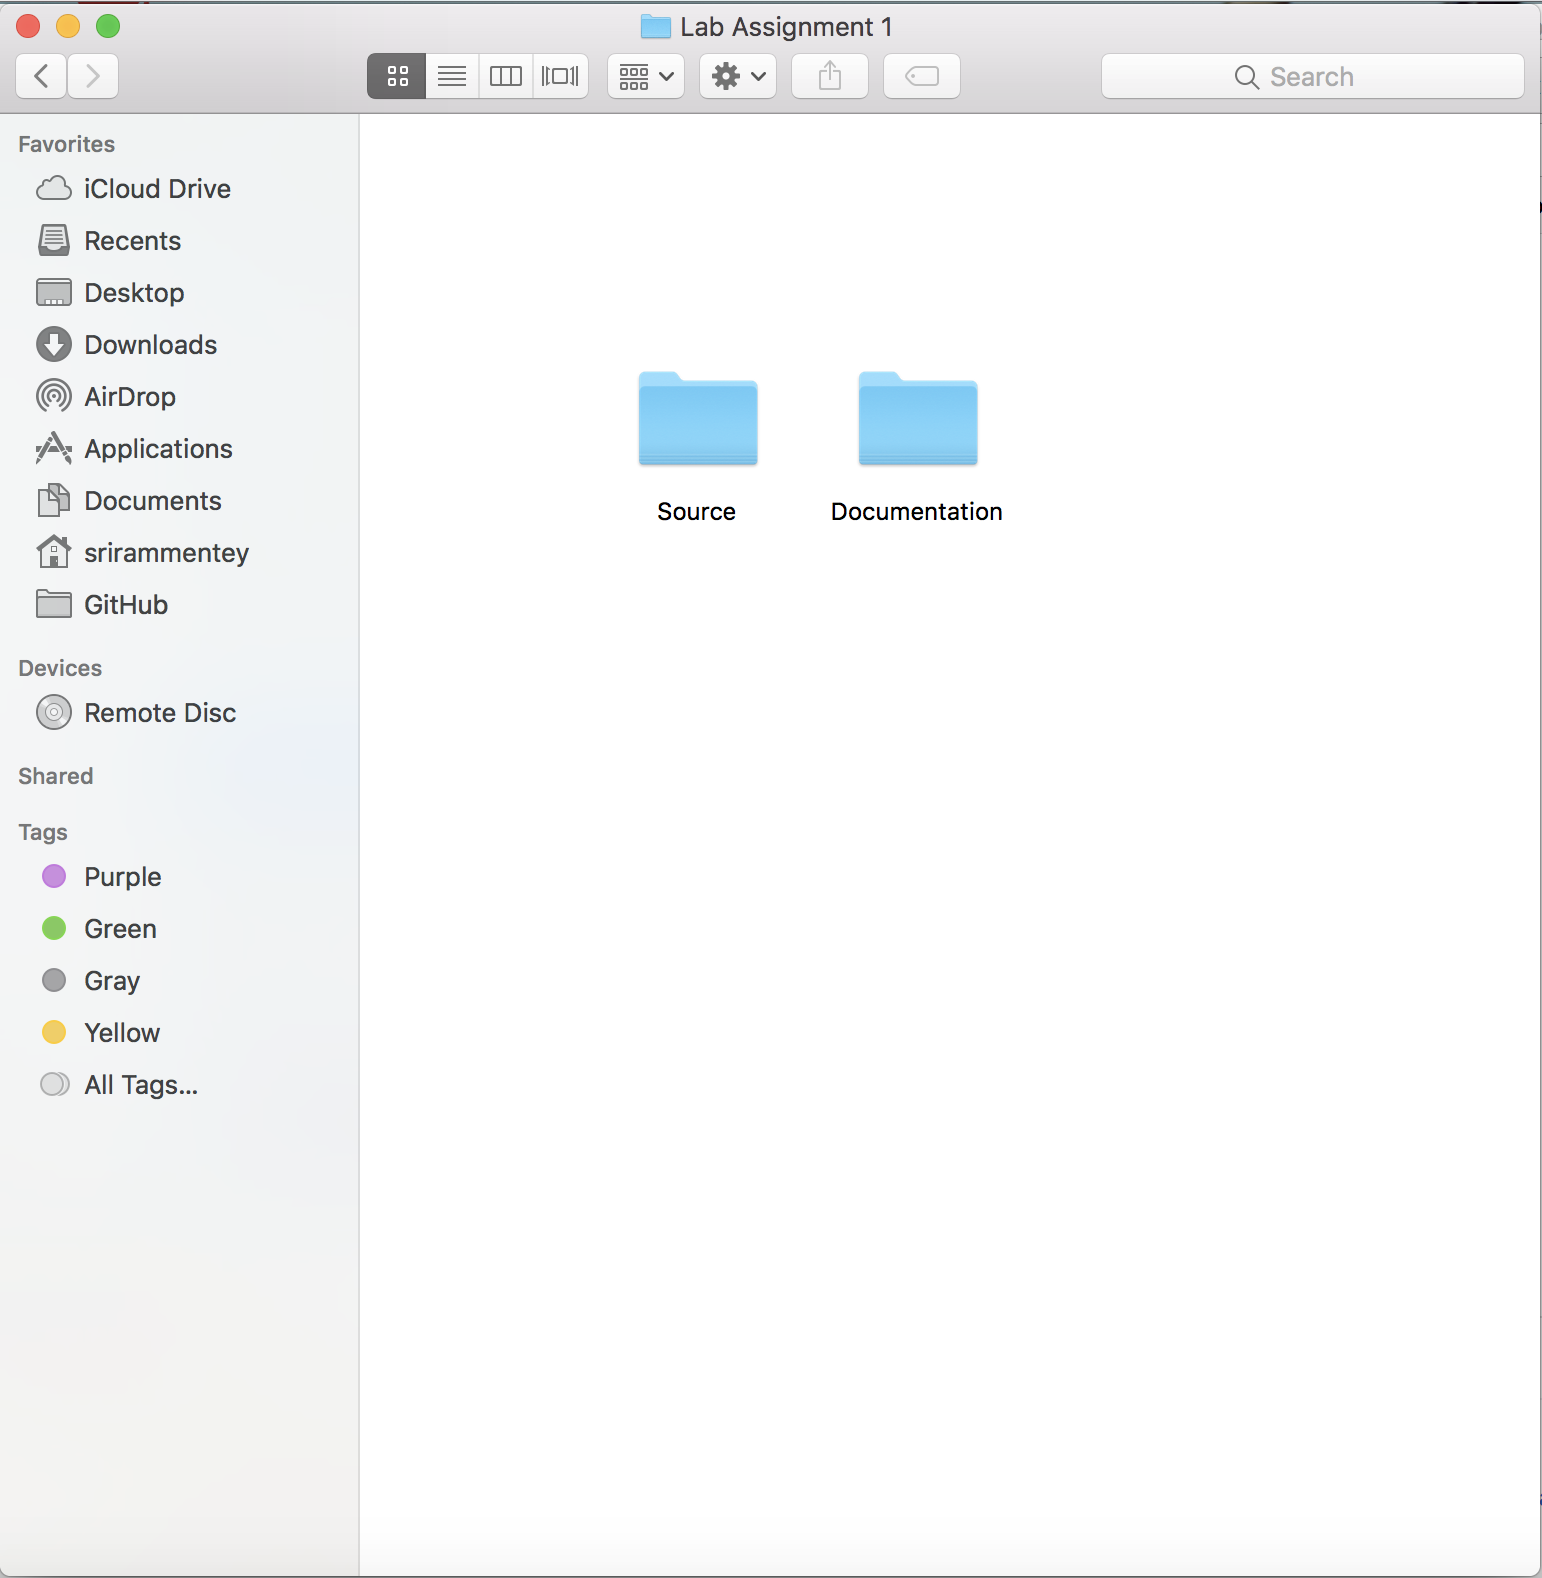 Lab Assignment 1
Search
Favorites
iCloud Drive
Recents
Desktop
Downloads
AirDrop
Applications
Documents
srirammentey
GitHub
Devices
Remote Disc
Shared
Tags
Purple
Green
Gray
Yellow
All Tags...
Source
Documentation